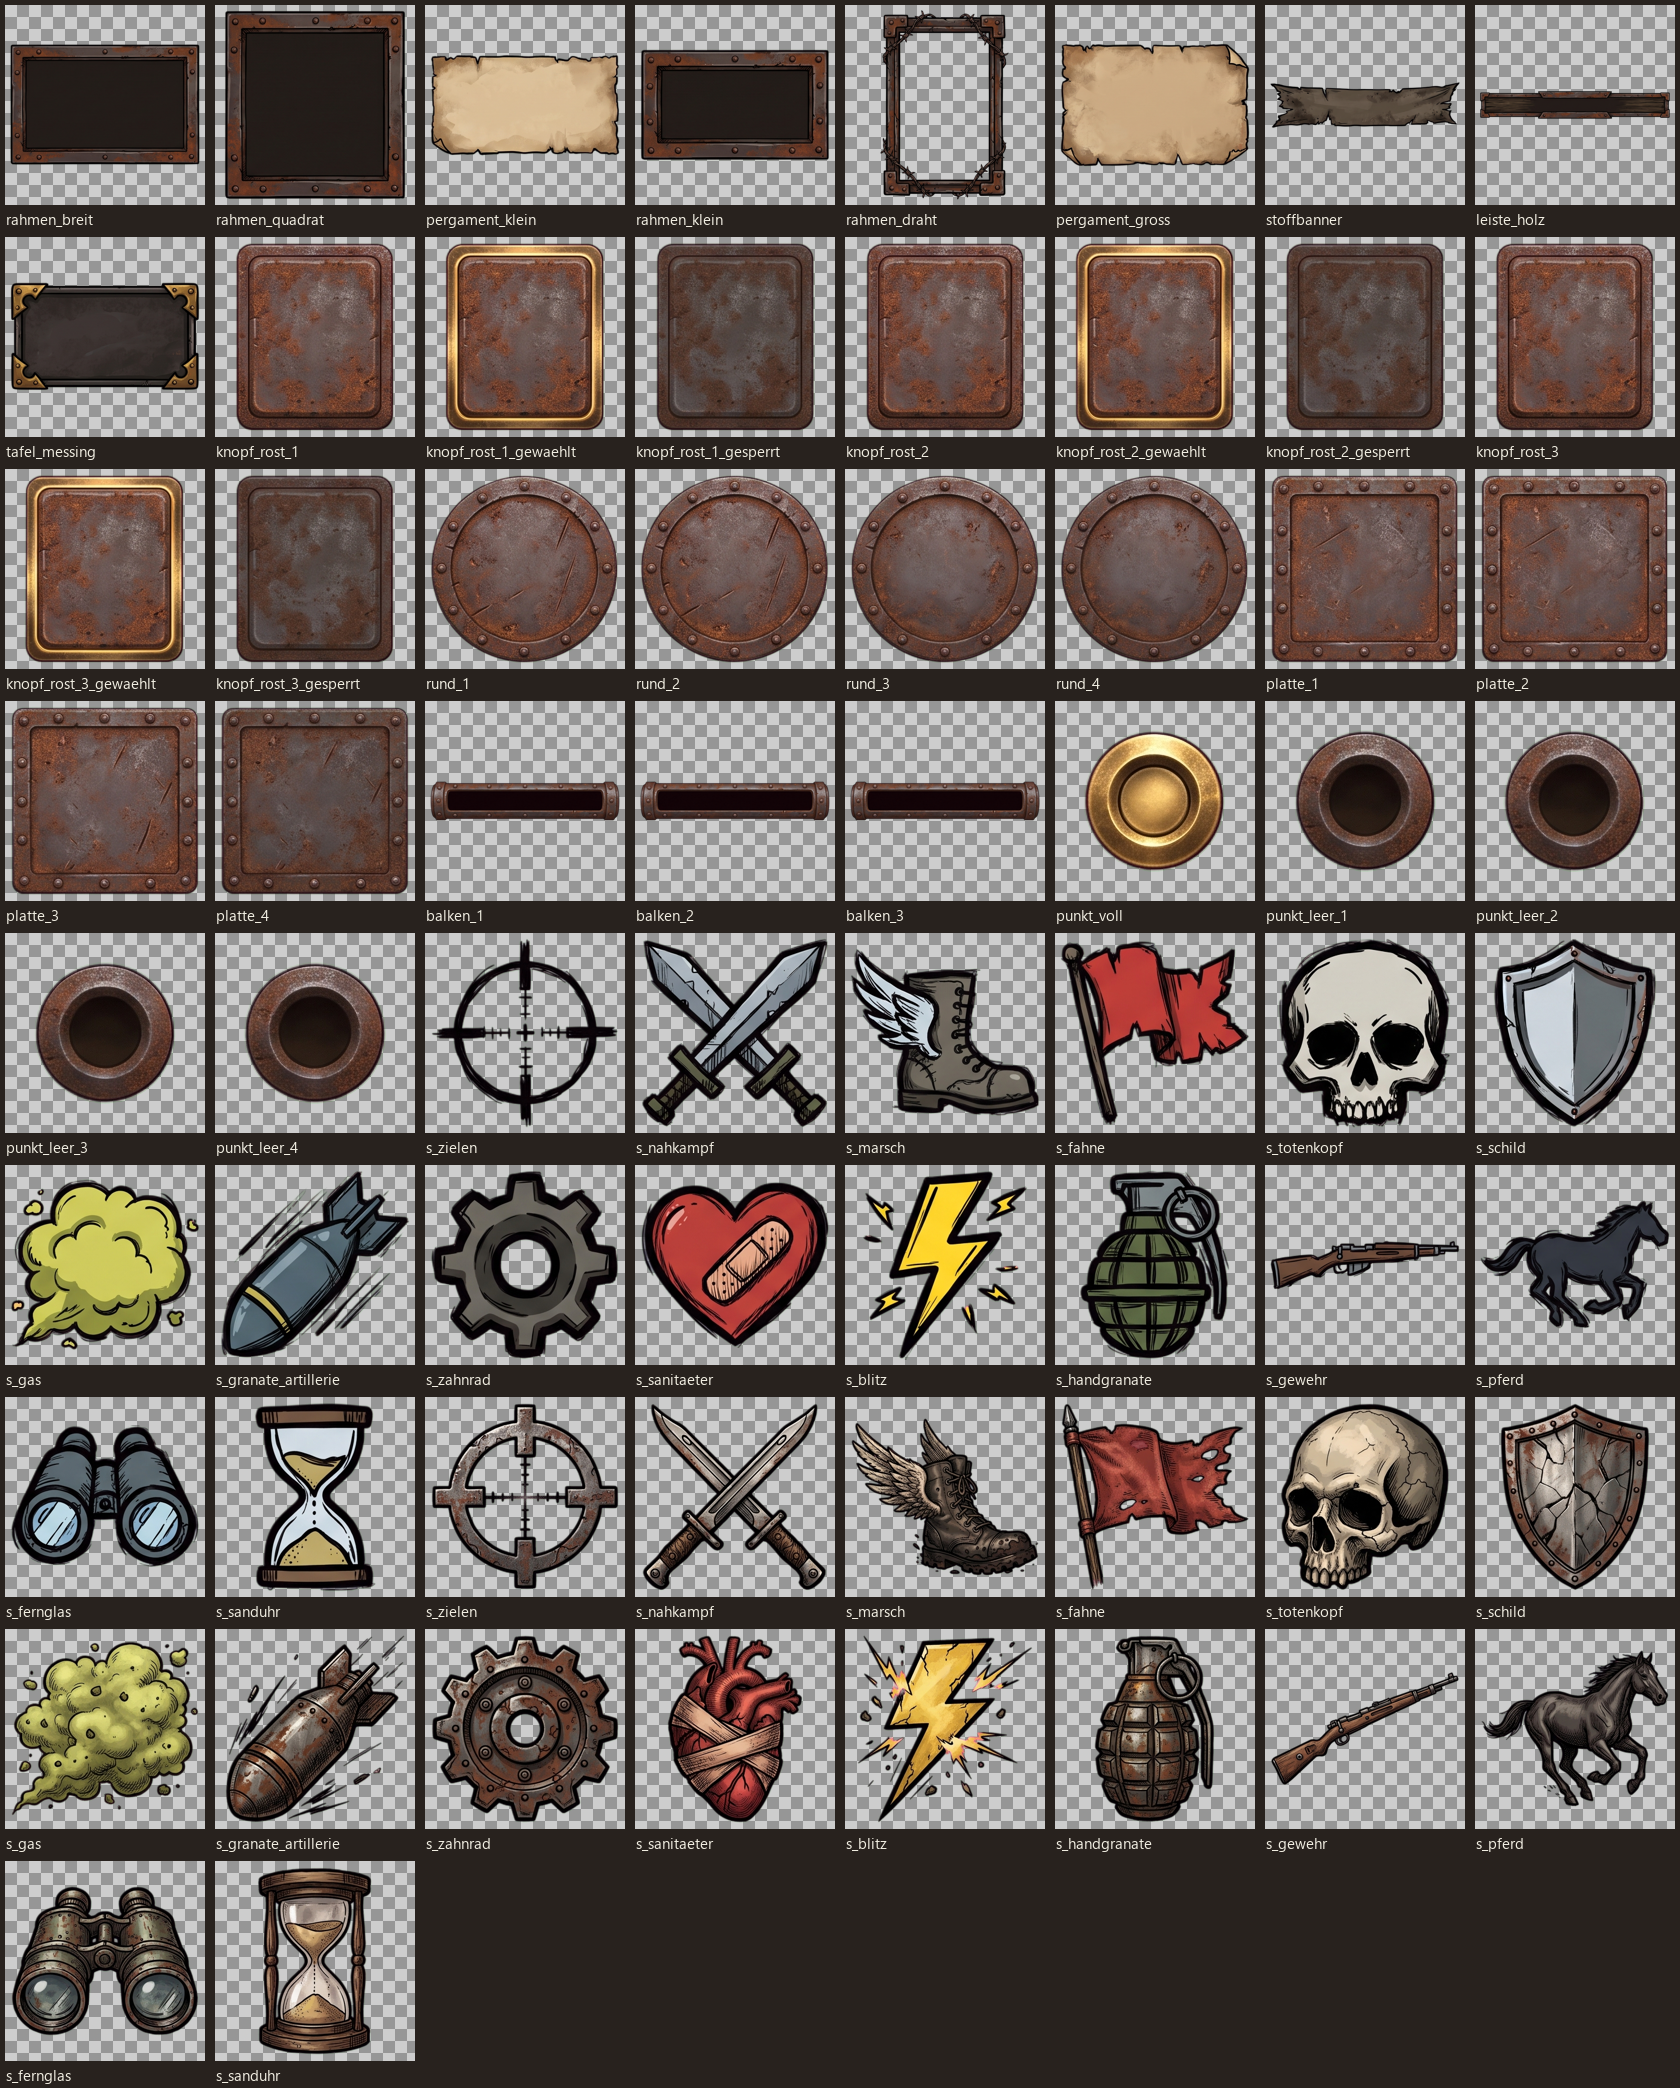 rahmen_breit rahmen_quadrat pergament_klein rahmen_klein rahmen_draht pergament_gross stoffbanner leiste_holz
tafel_messing knopf_rost_1 knopf_rost_1_gewaehlt knopf_rost_1_gesperrt knopf_rost_2 knopf_rost_2_gewaehlt knopf_rost_2_gesperrt knopf_rost_3
knopf_rost_3_gewaehlt knopf_rost_3_gesperrt rund_1 rund_2 rund_3 rund_4 platte_1 platte_2
platte_3 platte_4 balken_1 balken_2 balken_3 punkt_voll punkt_leer_1 punkt_leer_2
punkt_leer_3 punkt_leer_4 s_zielen s_nahkampf s_marsch s_fahne s_totenkopf s_schild
s_gas s_granate_artillerie s_zahnrad s_sanitaeter s_blitz s_handgranate s_gewehr s_pferd
s_fernglas s_sanduhr s_zielen s_nahkampf s_marsch s_fahne s_totenkopf s_schild
s_gas s_granate_artillerie s_zahnrad s_sanitaeter s_blitz s_handgranate s_gewehr s_pferd
s_fernglas s_sanduhr